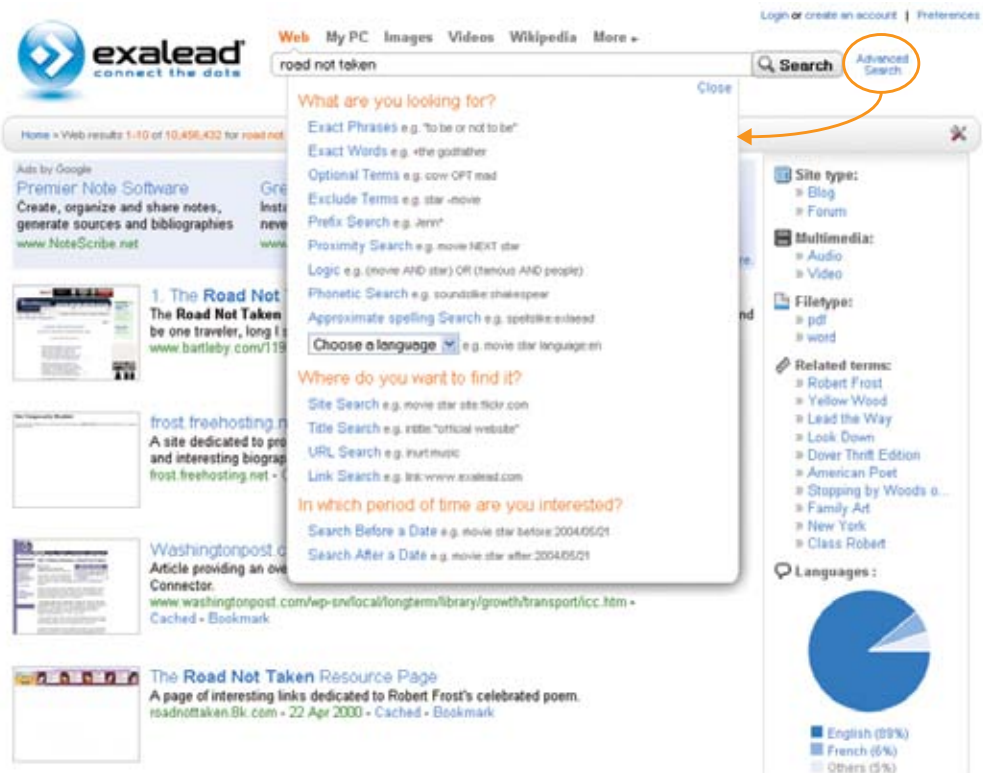 Login or create an account | Preferences
exalead
connect the dots
Web My PC Images Videos Wikipedia More
road not taken
Search
Advanced Search
Close
What are you looking for?
Exact Phrases e.g. "to be or not to be"
Exact Words e.g. +the godfather
Optional Terms e.g. cow OPT mad
Exclude Terms e.g. star -movie
Prefix Search e.g. Jenn*
Proximity Search e.g. movie NEXT star
Logic e.g. (movie AND star) OR (famous AND people)
Phonetic Search e.g. soundslike:shakespear
Approximate spelling Search e.g. spellslike:exlaead
Choose a language e.g. movie star language:en
Where do you want to find it?
Site Search e.g. movie star site:flickr.com
Title Search e.g. intitle:"official website"
URL Search e.g. inurl:music
Link Search e.g. link:www.exalead.com
In which period of time are you interested?
Search Before a Date e.g. movie star before:2004/05/21
Search After a Date e.g. movie star after:2004/05/21
Home » Web results 1-10 of 10,456,432 for road not
Ads by Google
Premier Note Software
Create, organize and share notes,
generate sources and bibliographies
www.NoteScribe.net
Gre
Insta
neve
www.
re.
1. The Road Not
The Road Not Taken
be one traveler, long I s
www.bartleby.com/119
nd
frost.freehosting.n
A site dedicated to pro
and interesting biograp
frost.freehosting.net - C
Washingtonpost.c
Article providing an ove
Connector.
www.washingtonpost.com/wp-srv/local/longterm/library/growth/transport/icc.htm -
Cached - Bookmark
The Road Not Taken Resource Page
A page of interesting links dedicated to Robert Frost's celebrated poem.
roadnottaken.8k.com - 22 Apr 2000 - Cached - Bookmark
Site type:
» Blog
» Forum
Multimedia:
» Audio
» Video
Filetype:
» pdf
» word
Related terms:
» Robert Frost
» Yellow Wood
» Lead the Way
» Look Down
» Dover Thrift Edition
» American Poet
» Stopping by Woods o...
» Family Art
» New York
» Class Robert
Languages :
English (89%)
French (6%)
Others (5%)